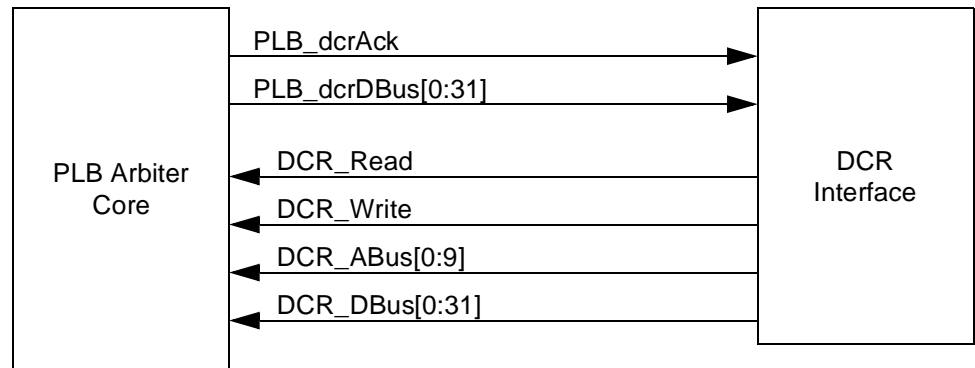 PLB_dcrAck
PLB_dcrDBus[0:31]
PLB Arbiter
Core
DCR_Read
DCR_Write
DCR_ABus[0:9]
DCR_DBus[0:31]
DCR
Interface